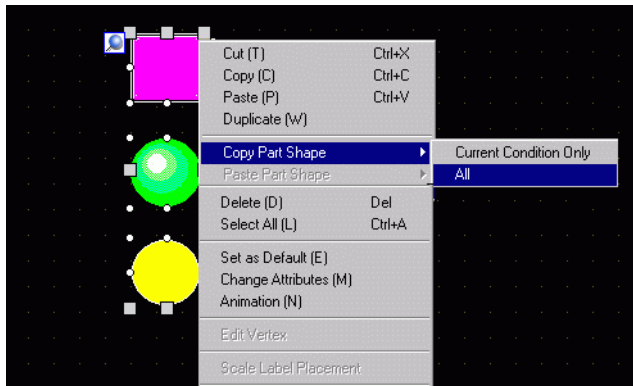 Cut (T) Ctrl+X
Copy (C) Ctrl+C
Paste (P) Ctrl+V
Duplicate (W)
Copy Part Shape
Current Condition Only
Paste Part Shape
All
Delete (D) Del
Select All (L) Ctrl+A
Set as Default (E)
Change Attributes (M)
Animation (N)
Edit Vertex
Scale Label Placement